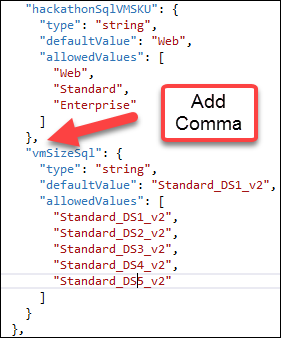 "hackathonSqlVMSKU": {
"type": "string",
"defaultValue": "Web",
"allowedValues": [
"Web",
"Standard",
"Enterprise"
]
},
Add
Comma
"vmSizeSql": {
"type": "string",
"defaultValue": "Standard_DS1_v2",
"allowedValues": [
"Standard_DS1_v2",
"Standard_DS2_v2",
"Standard_DS3_v2",
"Standard_DS4_v2",
"Standard_DS5_v2"
]
}
},